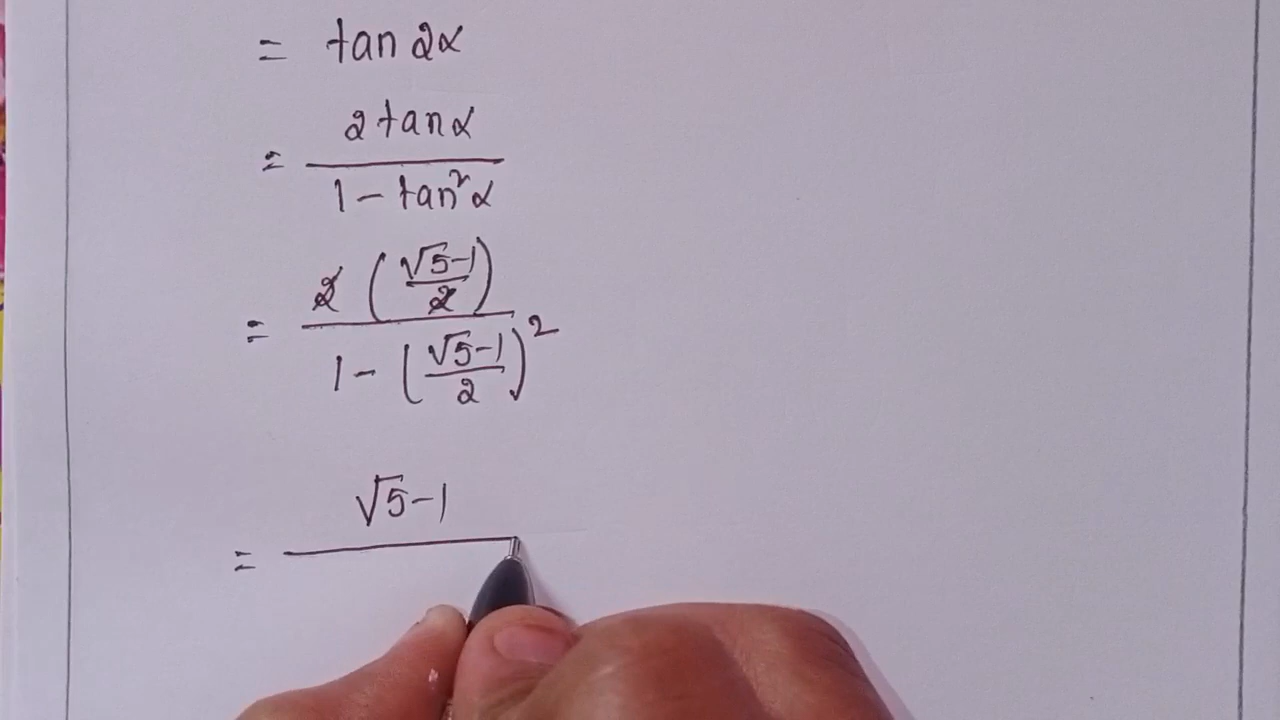 = tan 2α
= 2 tan α / 1 - tan²α
= 2 (√5-1 / 2) / 1 - (√5-1 / 2)²
= √5-1 /